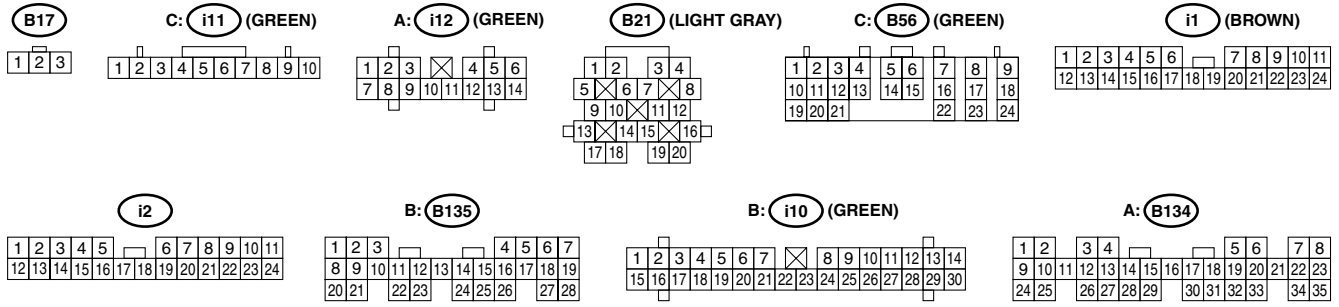 B17 C: i11 (GREEN) A: i12 (GREEN) B21 (LIGHT GRAY) C: B56 (GREEN) i1 (BROWN)
1 2 3
1 2 3 4 5 6 7 8 9 10
1 2 3 4 5 6
7 8 9 10 11 12 13 14
1 2 3 4
5 6 7 8
9 10 11 12
13 14 15 16
17 18 19 20
1 2 3 4 5 6 7 8 9
10 11 12 13 14 15 16 17 18
19 20 21 22 23 24
1 2 3 4 5 6 7 8 9 10 11
12 13 14 15 16 17 18 19 20 21 22 23 24
i2 B: B135 B: i10 (GREEN) A: B134
1 2 3 4 5 6 7 8 9 10 11
12 13 14 15 16 17 18 19 20 21 22 23 24
1 2 3 4 5 6 7
8 9 10 11 12 13 14 15 16 17 18 19
20 21 22 23 24 25 26 27 28
1 2 3 4 5 6 7 8 9 10 11 12 13 14
15 16 17 18 19 20 21 22 23 24 25 26 27 28 29 30
1 2 3 4 5 6 7 8
9 10 11 12 13 14 15 16 17 18 19 20 21 22 23
24 25 26 27 28 29 30 31 32 33 34 35